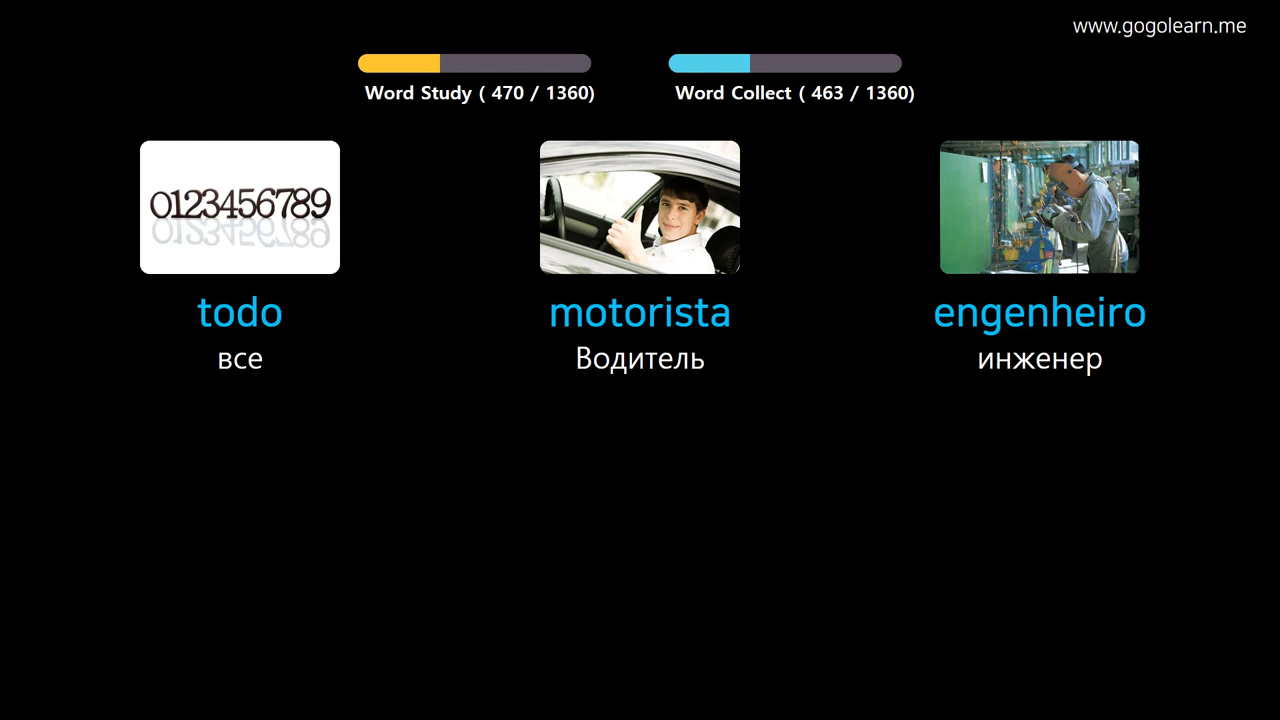 www.gogolearn.me
Word Study ( 470 / 1360)
Word Collect ( 463 / 1360)
0123456789
todo
motorista
engenheiro
все
Водитель
инженер